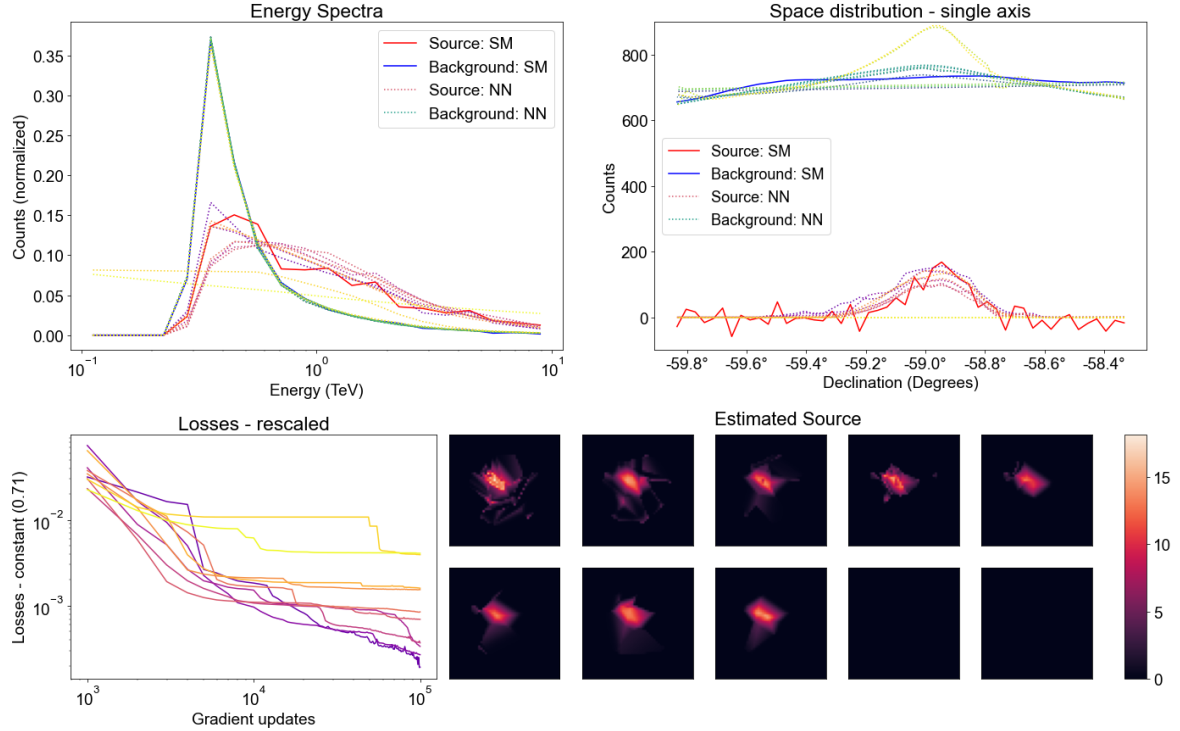 Energy Spectra
0.35
0.30
0.25
0.20
0.15
0.10
0.05
0.00
Counts (normalized)
Source: SM
Background: SM
Source: NN
Background: NN
10⁻¹
10⁰
10¹
Energy (TeV)
Space distribution - single axis
800
600
400
200
0
Counts
Source: SM
Background: SM
Source: NN
Background: NN
-59.8°
-59.6°
-59.4°
-59.2°
-59.0°
-58.8°
-58.6°
-58.4°
Declination (Degrees)
Losses - rescaled
10⁻²
10⁻³
Losses - constant (0.71)
10³
10⁴
10⁵
Gradient updates
Estimated Source
15
10
5
0